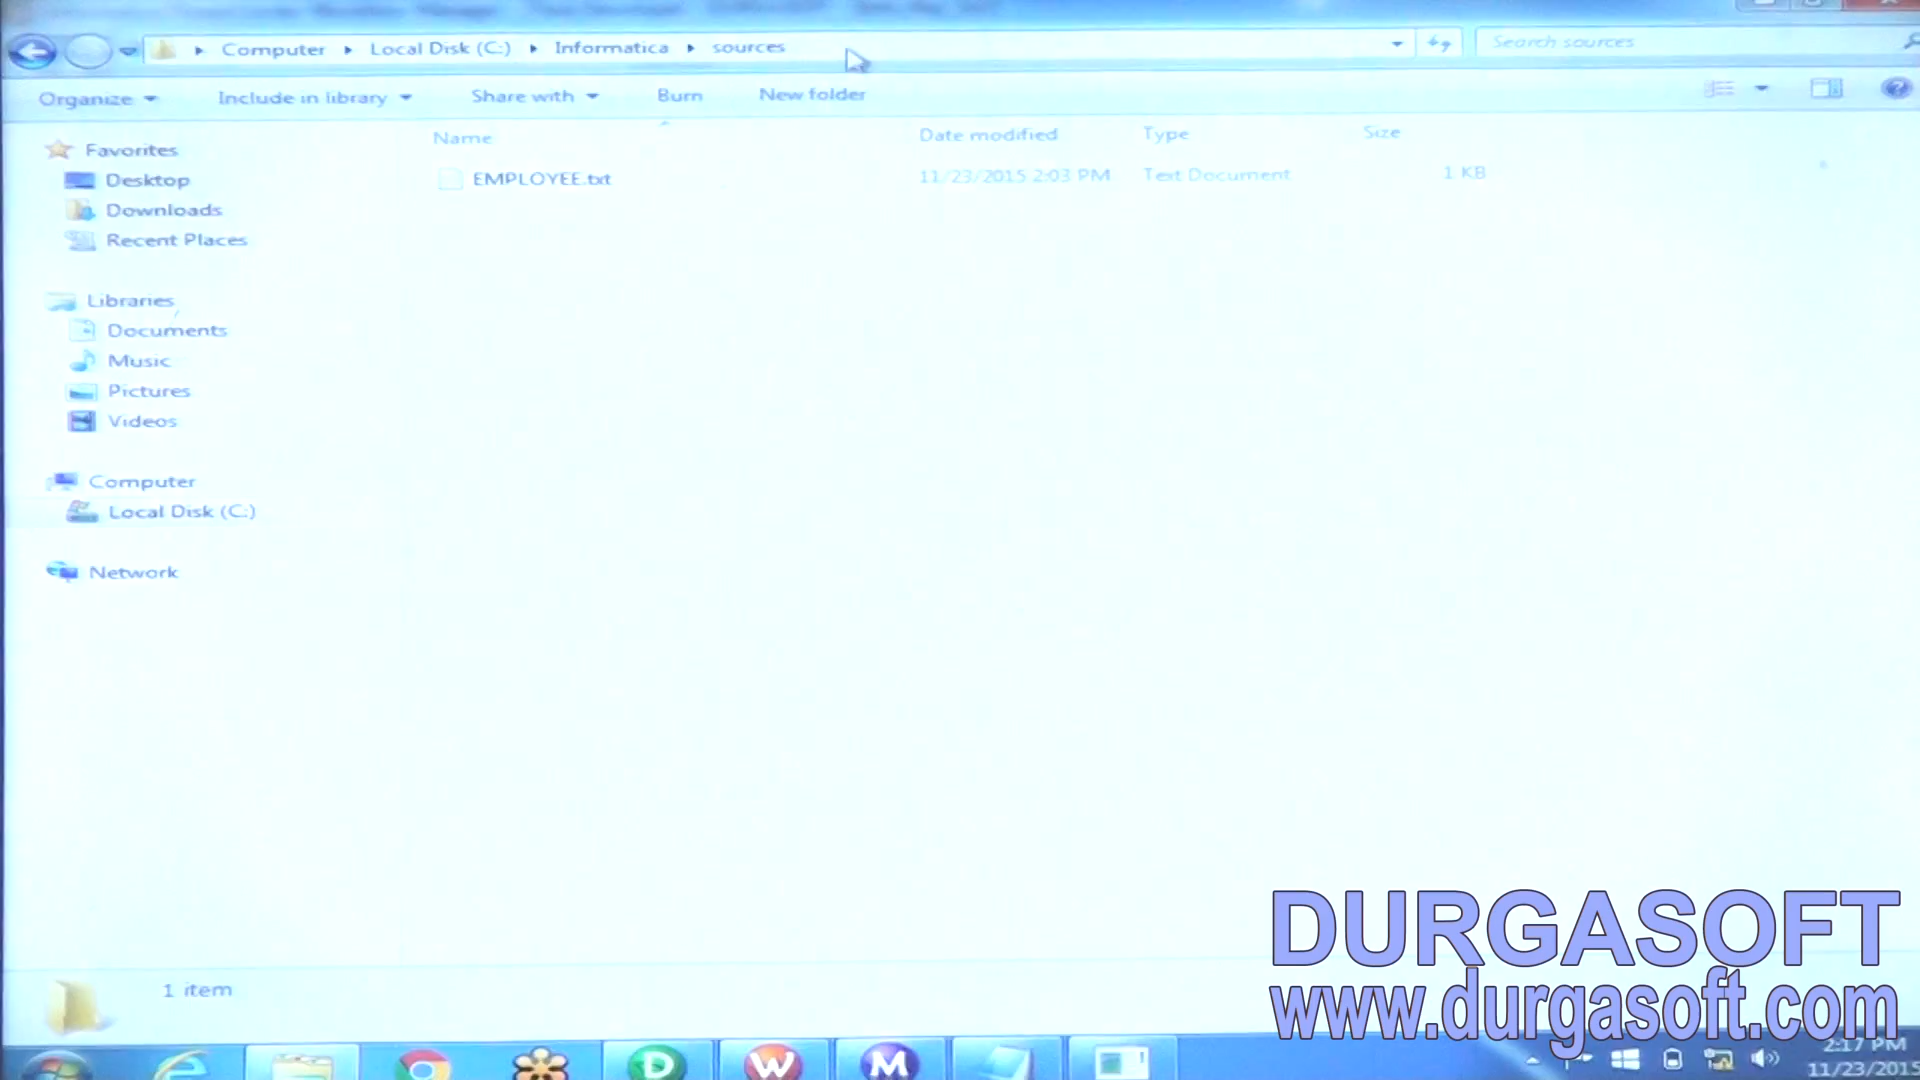 Computer Local Disk (C:) Informatica sources
Search sources
Organize Include in library Share with Burn New folder
Name Date modified Type Size
EMPLOYEE.txt 11/23/2015 2:03 PM Text Document 1 KB
Favorites
Desktop
Downloads
Recent Places
Libraries
Documents
Music
Pictures
Videos
Computer
Local Disk (C:)
Network
1 item
DURGASOFT
www.durgasoft.com
D W M
2:17 PM
11/23/2015